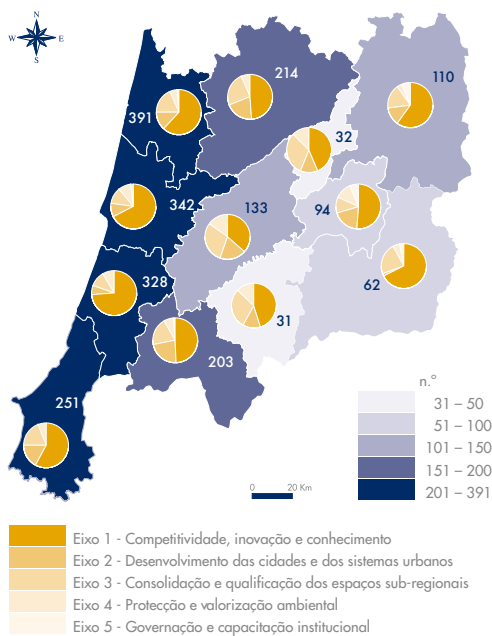 N
W E
S
214
110
391
32
342
133
94
328
62
31
203
251
n.º
31 – 50
51 – 100
101 – 150
151 – 200
201 – 391
0 20 Km
Eixo 1 - Competitividade, inovação e conhecimento
Eixo 2 - Desenvolvimento das cidades e dos sistemas urbanos
Eixo 3 - Consolidação e qualificação dos espaços sub-regionais
Eixo 4 - Protecção e valorização ambiental
Eixo 5 - Governação e capacitação institucional